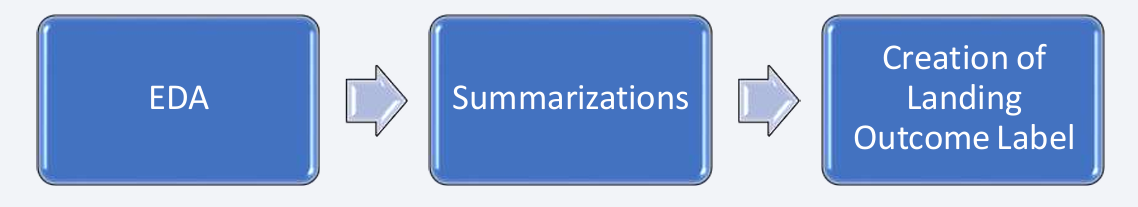 EDA
Summarizations
Creation of
Landing
Outcome Label